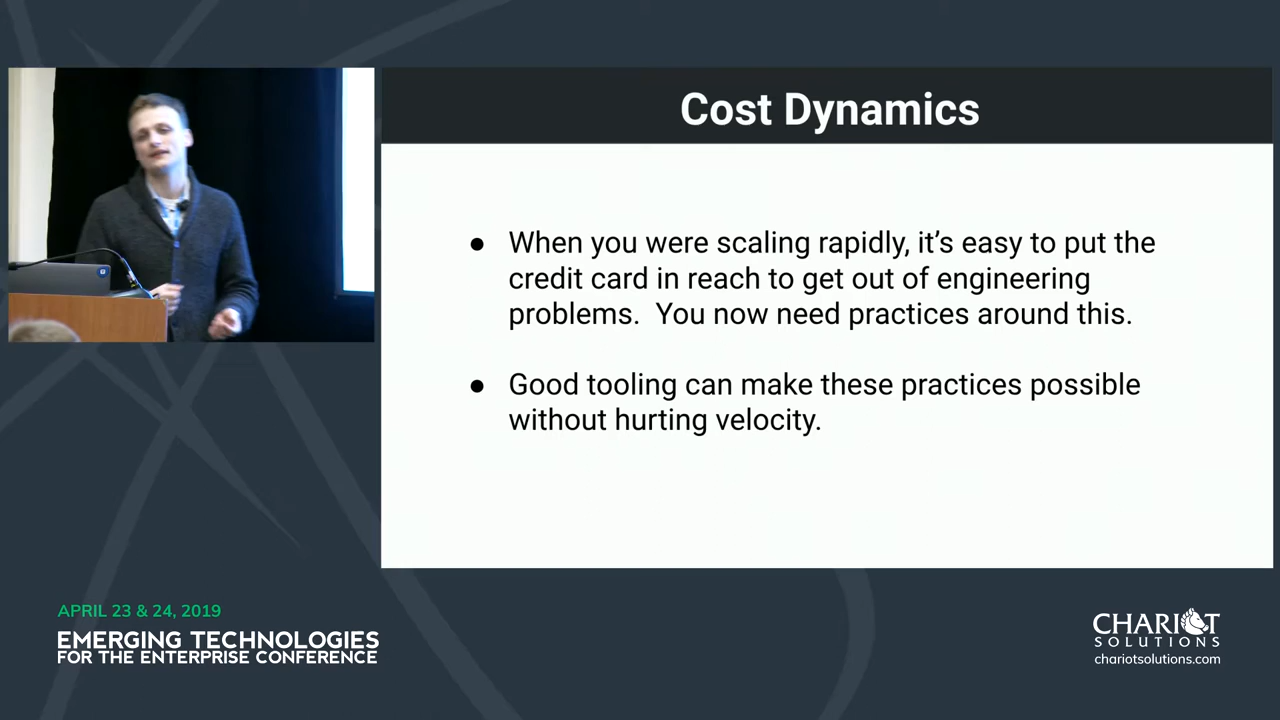 Cost Dynamics
● When you were scaling rapidly, it's easy to put the
credit card in reach to get out of engineering
problems.  You now need practices around this.
● Good tooling can make these practices possible
without hurting velocity.
APRIL 23 & 24, 2019
EMERGING TECHNOLOGIES
FOR THE ENTERPRISE CONFERENCE
CHARIOT
SOLUTIONS
chariotsolutions.com